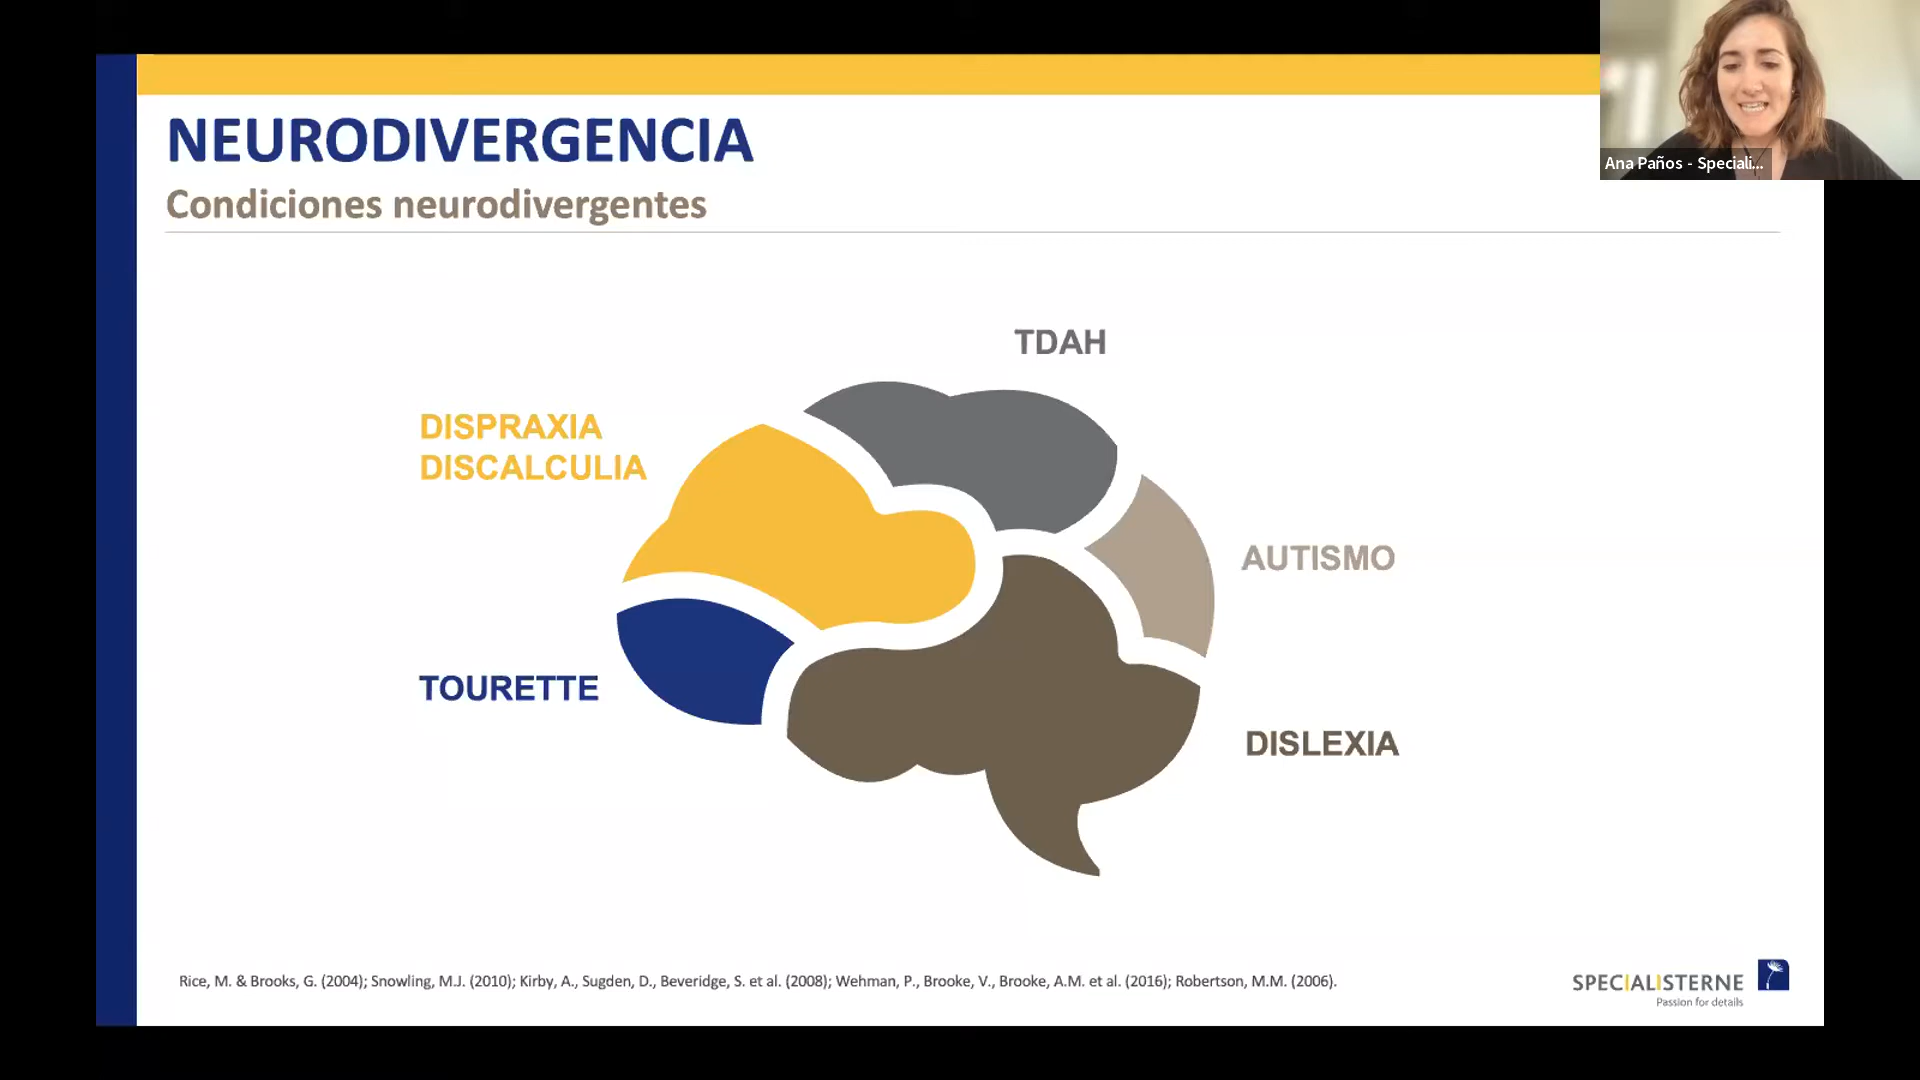 NEURODIVERGENCIA
Condiciones neurodivergentes
Ana Paños - Speciali...
TDAH
DISPRAXIA
DISCALCULIA
AUTISMO
TOURETTE
DISLEXIA
Rice, M. & Brooks, G. (2004); Snowling, M.J. (2010); Kirby, A., Sugden, D., Beveridge, S. et al. (2008); Wehman, P., Brooke, V., Brooke, A.M. et al. (2016); Robertson, M.M. (2006).
SPECIALISTERNE
Passion for details